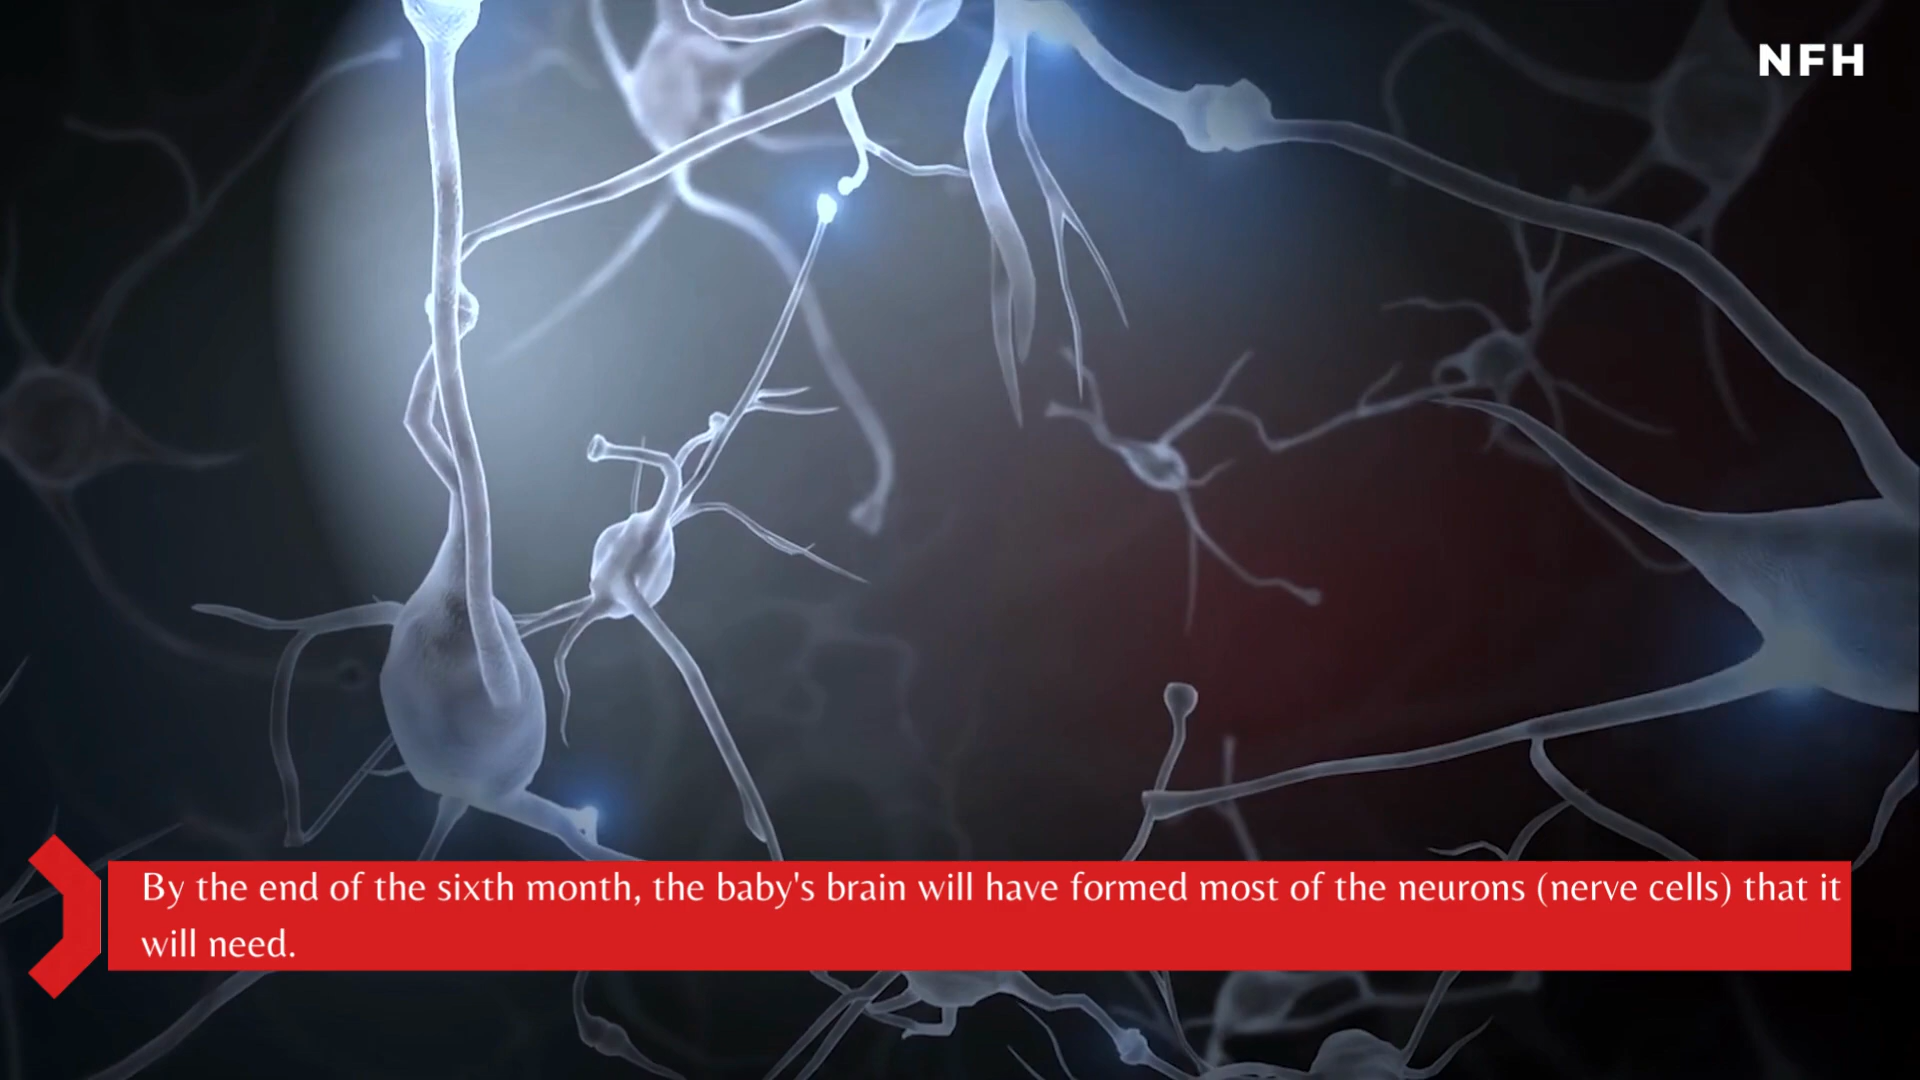 NFH
By the end of the sixth month, the baby's brain will have formed most of the neurons (nerve cells) that it
will need.